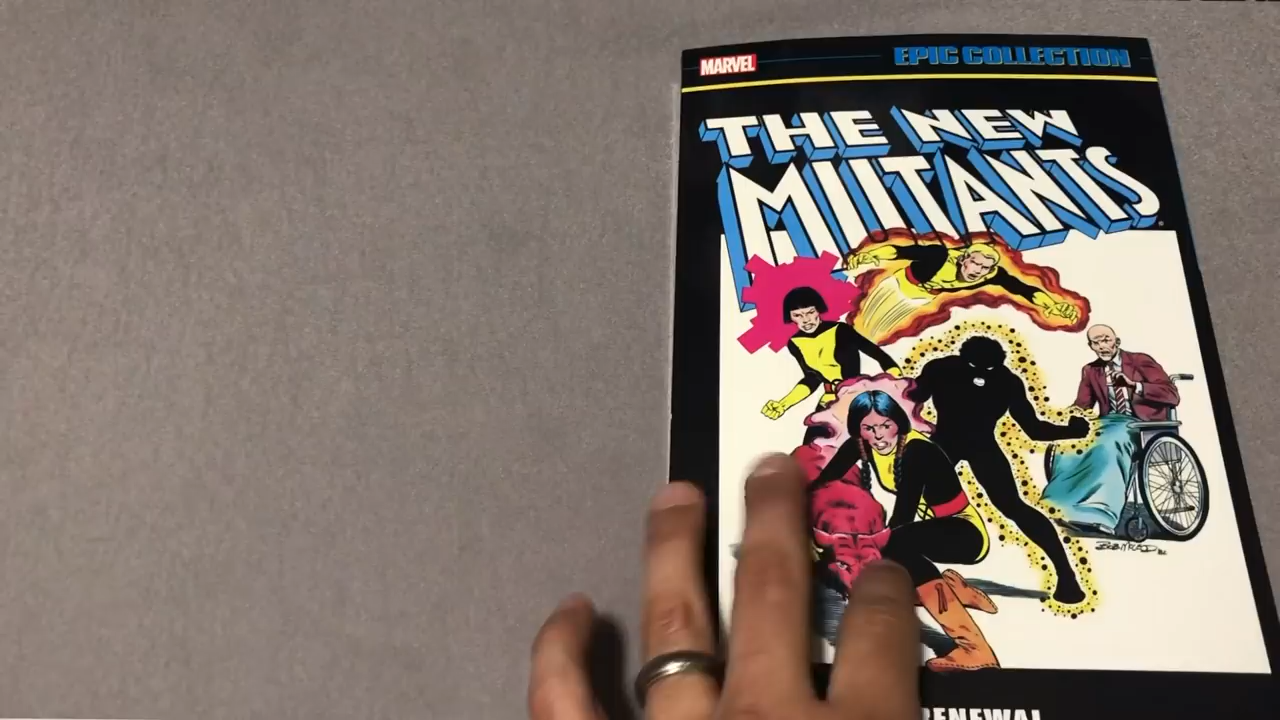 MARVEL
EPIC COLLECTION
THE NEW
MUTANTS
RENEWAL